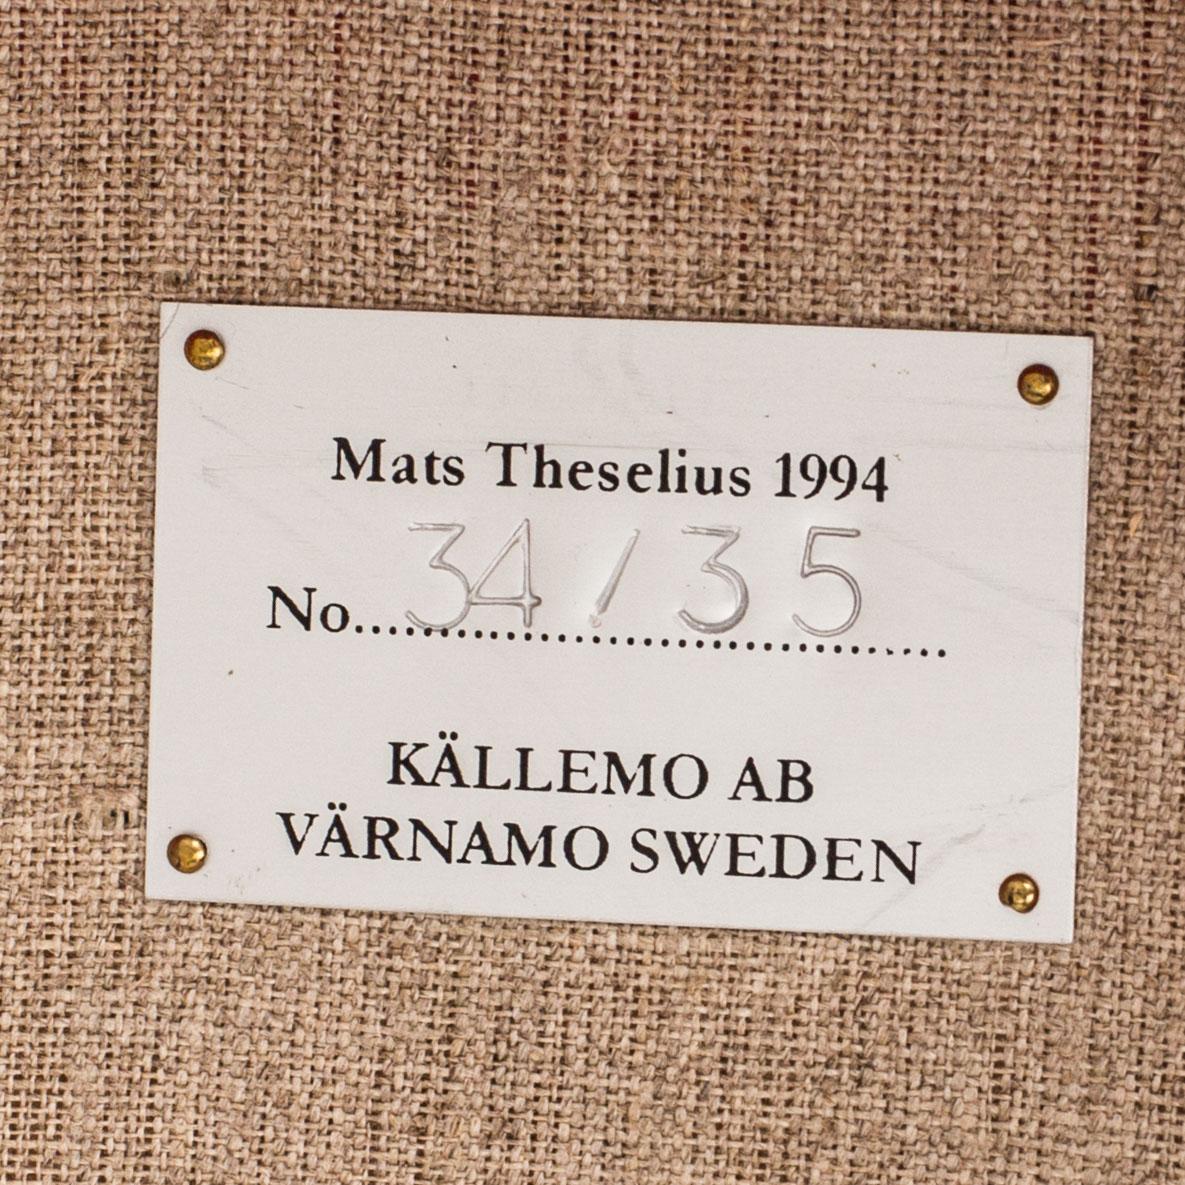 Mats Theselius 1994
No...34/35...........................
KÄLLEMO AB
VÄRNAMO SWEDEN